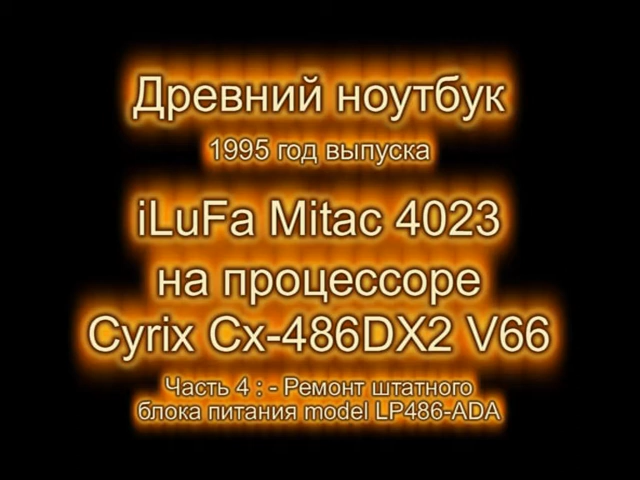 Древний ноутбук
1995 год выпуска
iLuFa Mitac 4023
на процессоре
Cyrix Cx-486DX2 V66
Часть 4 : - Ремонт штатного
блока питания model LP486-ADA